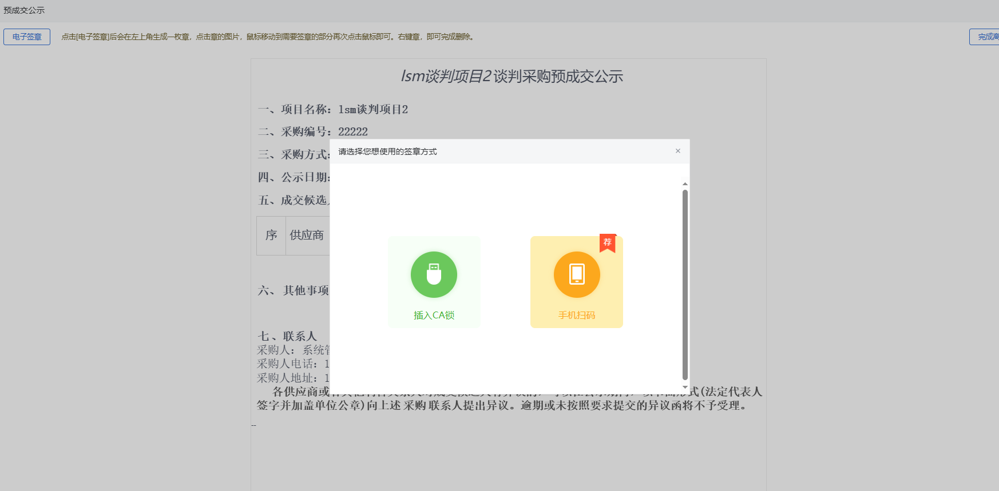 预成交公示
电子签章 点击[电子签章]后会在左上角生成一枚章，点击章的图片，鼠标移动到需要签章的部分再次点击鼠标即可。右键章，即可完成删除。 完成离
lsm谈判项目2 谈判采购预成交公示
一、项目名称：lsm谈判项目2
二、采购编号：22222
三、采购方式：
四、公示日期：
五、成交候选
序 供应商
六、 其他事项
七、联系人
采购人：系统管
采购人电话：1
采购人地址：1
请选择您想使用的签章方式
荐
插入CA锁 手机扫码
各供应商或 式(法定代表人
签字并加盖单位公章)向上述采购联系人提出异议。逾期或未按照要求提交的异议函将不予受理。
--